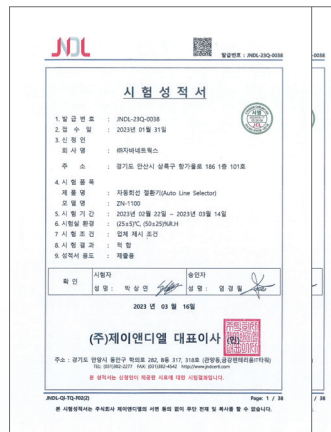 JNDL
발급번호 : JNDL-23Q-0038
-0038
시 험 성 적 서
1. 발 급 번 호 : JNDL-23Q-0038
2. 접 수 일 : 2023년 01월 31일
3. 신 청 인
회 사 명 : ㈜자바네트웍스
주 소 : 경기도 안산시 상록구 항가울로 186 1층 101호
4. 시 험 품 목
제 품 명 : 자동회선 절환기(Auto Line Selector)
모 델 명 : ZN-1100
5. 시 험 기 간 : 2023년 02월 22일 ~ 2023년 03월 14일
6. 시험실 환경 : (25±5)℃, (50±25)%R.H
7. 시 험 조 건 : 업체 제시 조건
8. 시 험 결 과 : 적 합
9. 성적서 용도 : 제출용
확 인
시험자
성 명 : 박 상 연
승인자
성 명 : 염 경 월
2023 년 03 월 16일
(주)제이앤디엘 대표이사 (인)
주소 : 경기도 안양시 동안구 학의로 282, B동 317, 318호 (관양동,금강펜테리움IT타워)
TEL (031)382-2277 FAX (031)382-4542 http://www.jndl.com
본 성적서는 신청인이 제공한 시료에 대한 시험결과입니다.
JNDL-QI-TQ-F02(2)
Page: 1 / 38
/ 38
본 시험성적서는 주식회사 제이앤디엘의 서면 동의 없이 무단 전재 및 복사를 할 수 없습니다.